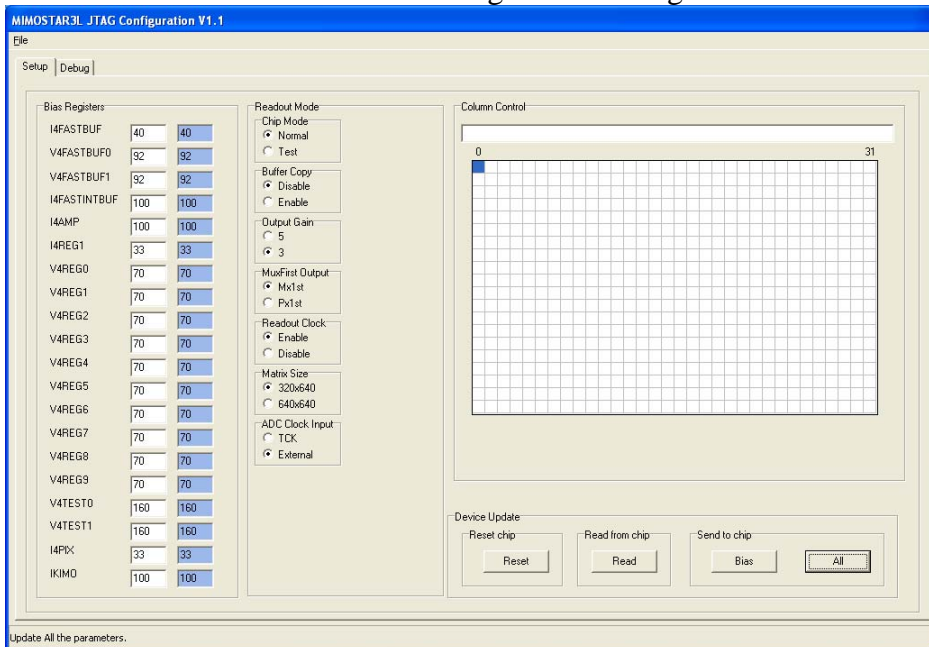 MIMOSTAR3L JTAG Configuration V1.1
File
Setup
Debug
Bias Registers
I4FASTBUF 40 40
V4FASTBUF0 92 92
V4FASTBUF1 92 92
I4FASTINTBUF 100 100
I4AMP 100 100
I4REG1 33 33
V4REG0 70 70
V4REG1 70 70
V4REG2 70 70
V4REG3 70 70
V4REG4 70 70
V4REG5 70 70
V4REG6 70 70
V4REG7 70 70
V4REG8 70 70
V4REG9 70 70
V4TEST0 160 160
V4TEST1 160 160
I4PIX 33 33
IKIMO 100 100
Readout Mode
Chip Mode
Normal
Test
Buffer Copy
Disable
Enable
Output Gain
5
3
MuxFirst Output
Mx1st
Px1st
Readout Clock
Enable
Disable
Matrix Size
320x640
640x640
ADC Clock Input
TCK
External
Column Control
0 31
Device Update
Reset chip
Reset
Read from chip
Read
Send to chip
Bias
All
Update All the parameters.